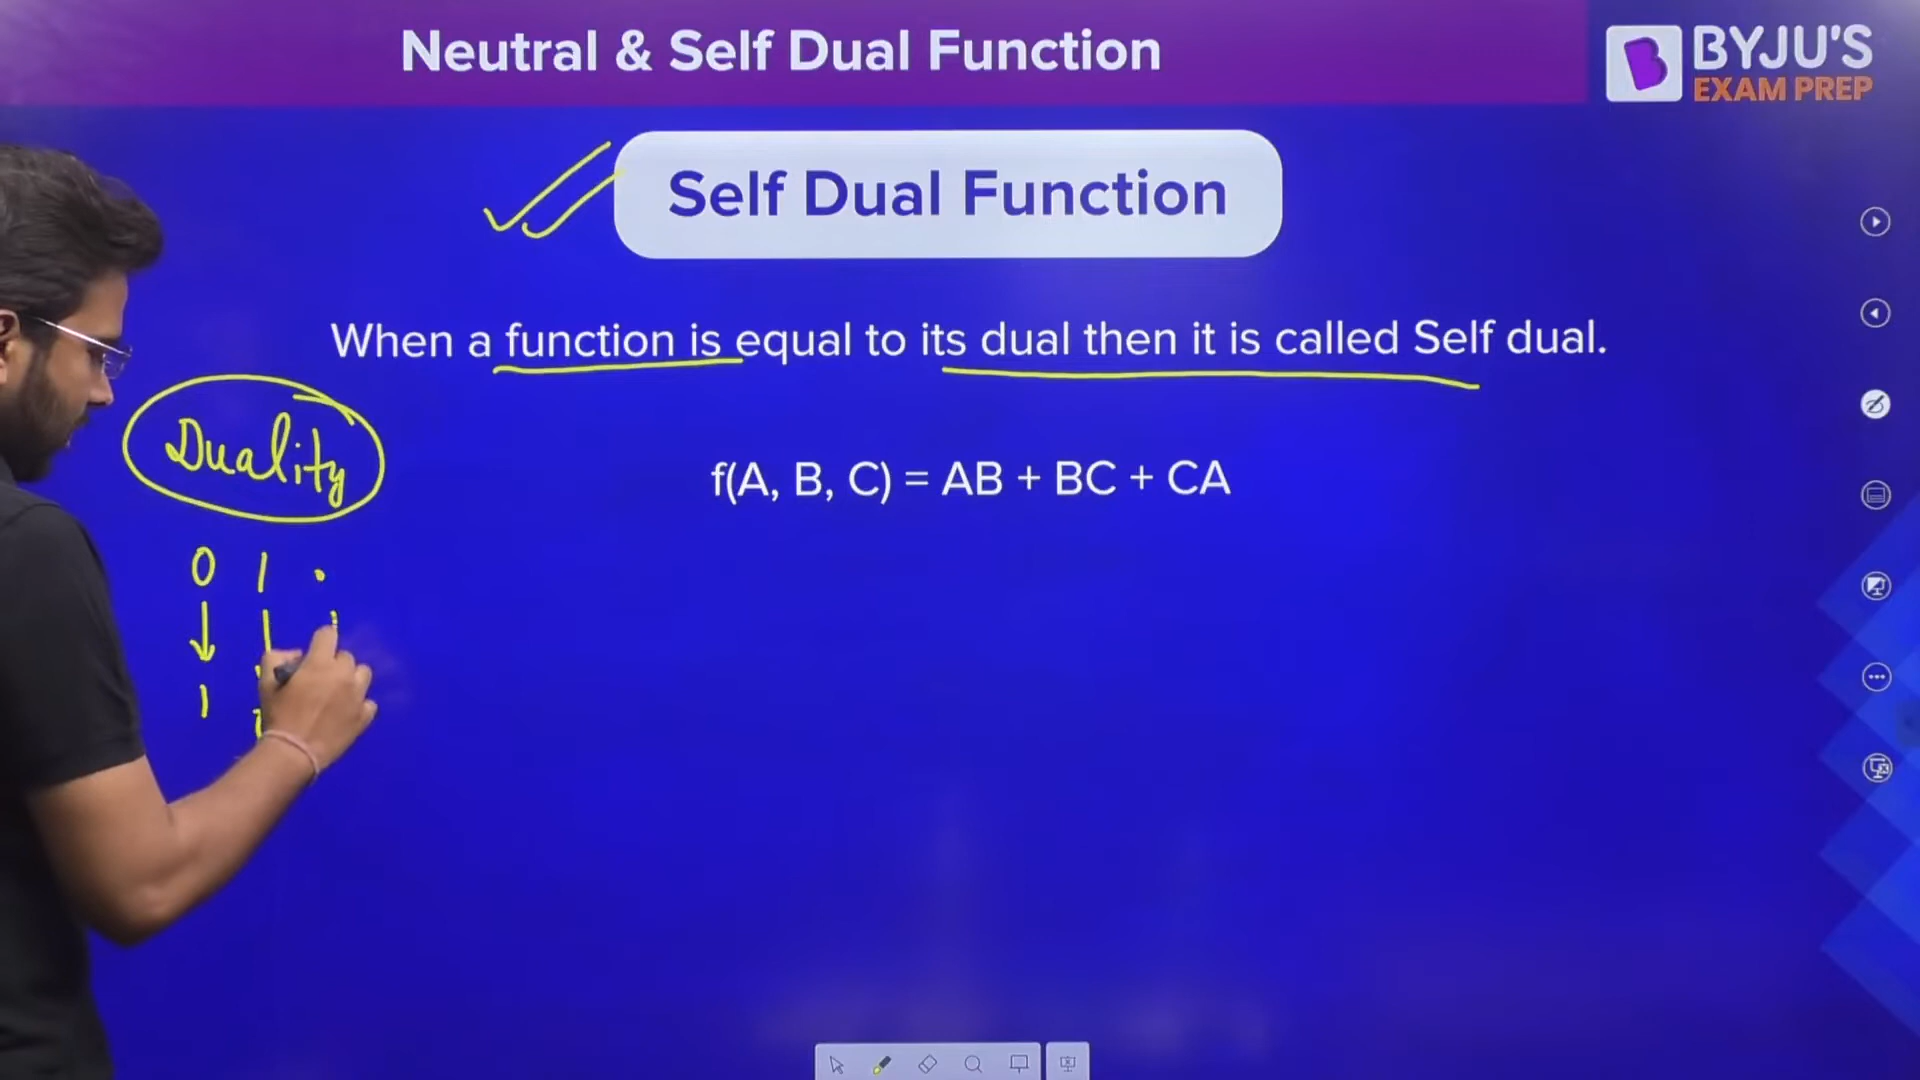 Neutral & Self Dual Function
BYJU'S
EXAM PREP
Self Dual Function
When a function is equal to its dual then it is called Self dual.
Duality
f(A, B, C) = AB + BC + CA
0 1 .
1